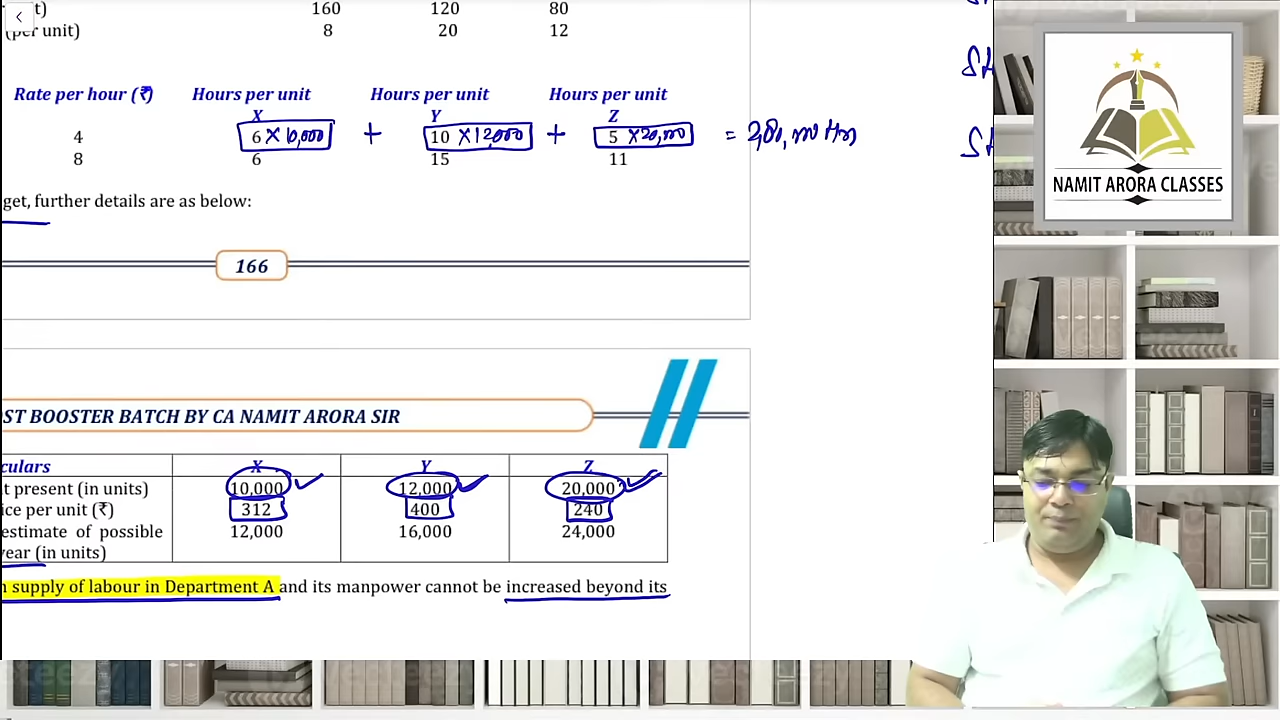 t) 160 120 80
(per unit) 8 20 12
Rate per hour (₹) Hours per unit Hours per unit Hours per unit
X Y Z
4 6 × 10,000 + 10 × 12,000 + 5 × 20,000 = 2,80,000 Hrs
8 6 15 11
get, further details are as below:
166
ST BOOSTER BATCH BY CA NAMIT ARORA SIR
culars X Y Z
t present (in units) 10,000 12,000 20,000
ice per unit (₹) 312 400 240
estimate of possible 12,000 16,000 24,000
year (in units)
n supply of labour in Department A and its manpower cannot be increased beyond its
NAMIT ARORA CLASSES